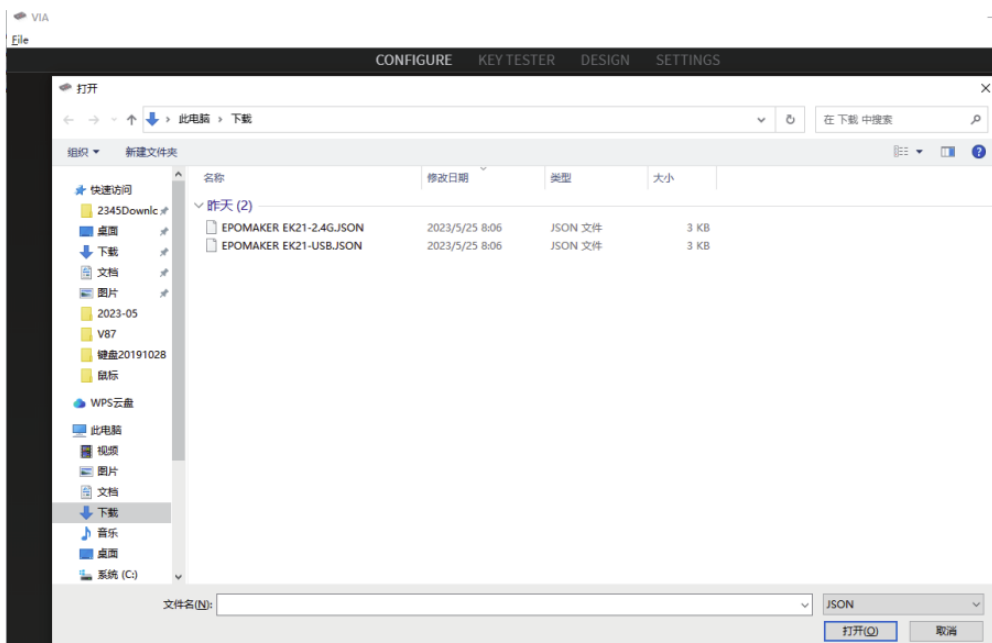 VIA
File
CONFIGURE KEY TESTER DESIGN SETTINGS
打开
此电脑 › 下载
在 下载 中搜索
组织 新建文件夹
名称 修改日期 类型 大小
快速访问
2345Downlc
桌面
下载
文档
图片
2023-05
V87
键盘20191028
鼠标
WPS云盘
此电脑
视频
图片
文档
下载
音乐
桌面
系统 (C:)
昨天 (2)
EPOMAKER EK21-2.4G.JSON 2023/5/25 8:06 JSON 文件 3 KB
EPOMAKER EK21-USB.JSON 2023/5/25 8:06 JSON 文件 3 KB
文件名(N): JSON
打开(O) 取消